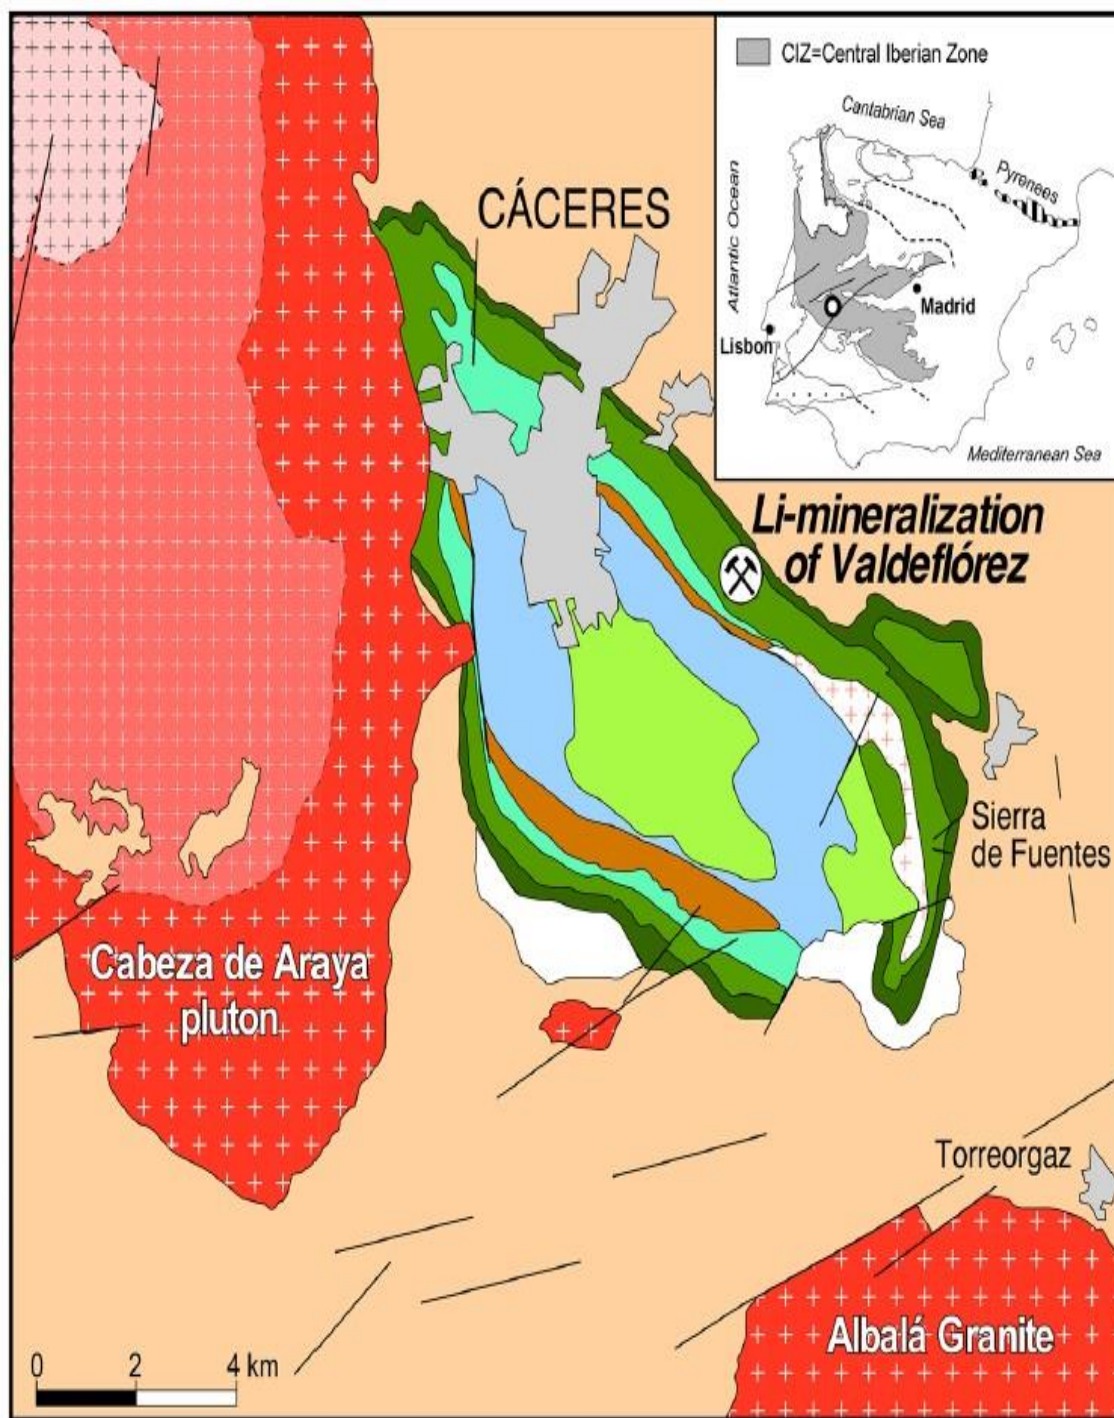 CIZ=Central Iberian Zone
Cantabrian Sea
Pyrenees
Atlantic Ocean
Madrid
Lisbon
Mediterranean Sea
CÁCERES
Li-mineralization
of Valdeflórez
Sierra
de Fuentes
Cabeza de Araya
pluton
Torreorgaz
Albalá Granite
0 2 4 km